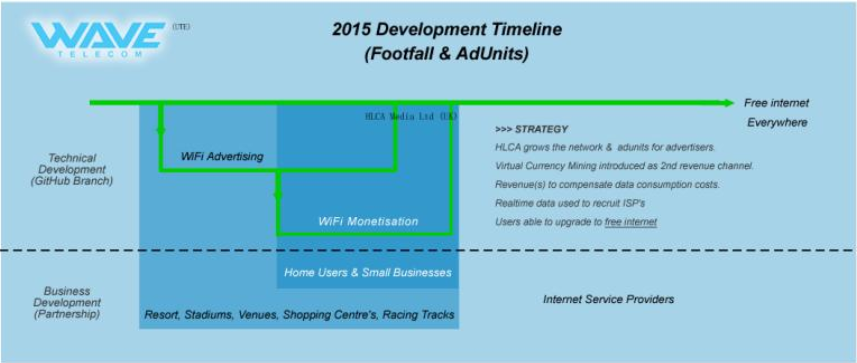 WAVE (UTE)
TELECOM
2015 Development Timeline
(Footfall & AdUnits)
Free internet
Everywhere
HLCA Media Ltd (UK)
>>> STRATEGY
HLCA grows the network & adunits for advertisers.
Virtual Currency Mining introduced as 2nd revenue channel.
Revenue(s) to compensate data consumption costs.
Realtime data used to recruit ISP's
Users able to upgrade to free internet
Technical
Development
(GitHub Branch)
WiFi Advertising
WiFi Monetisation
Home Users & Small Businesses
Business
Development
(Partnership)
Resort, Stadiums, Venues, Shopping Centre's, Racing Tracks
Internet Service Providers